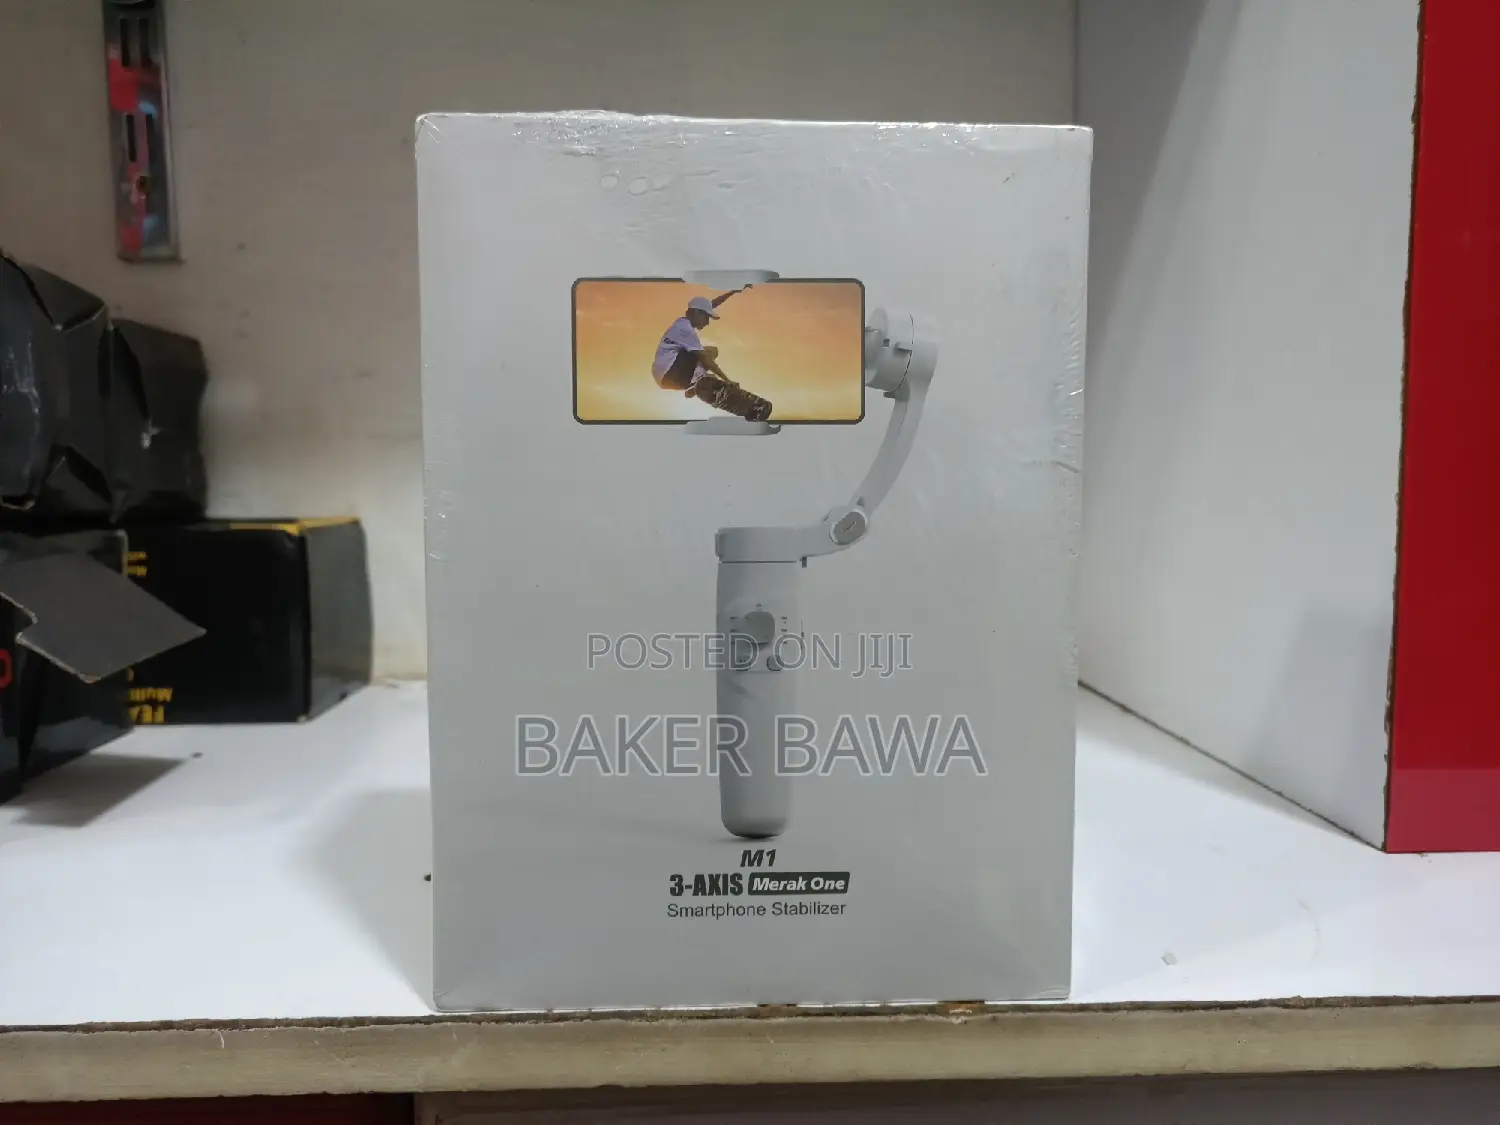 POSTED ON JIJI
BAKER BAWA
M1
3-AXIS Merak One
Smartphone Stabilizer